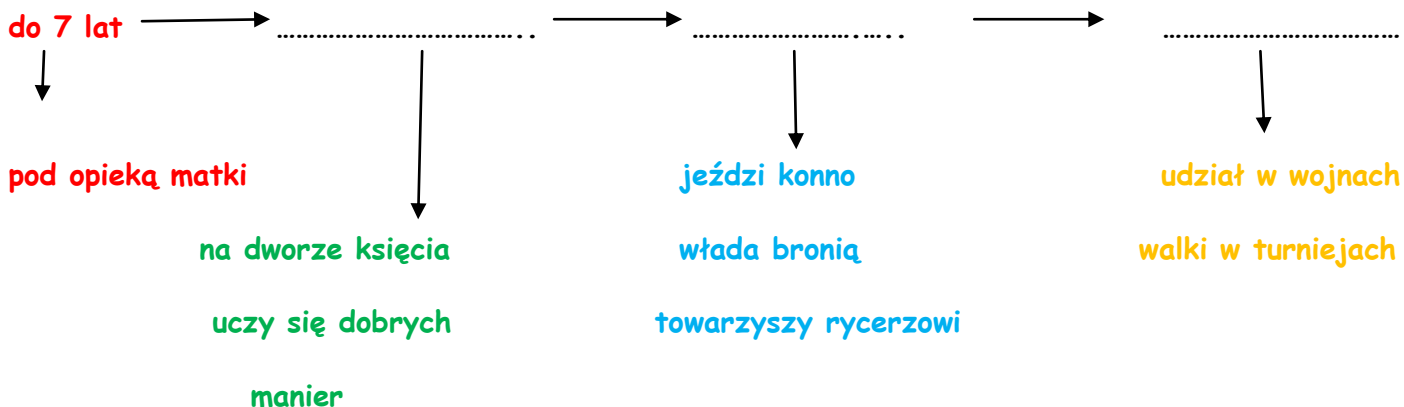 do 7 lat ……………………………….. ……………………….….. ……………………………
pod opieką matki jeździ konno udział w wojnach
na dworze księcia włada bronią walki w turniejach
uczy się dobrych towarzyszy rycerzowi
manier